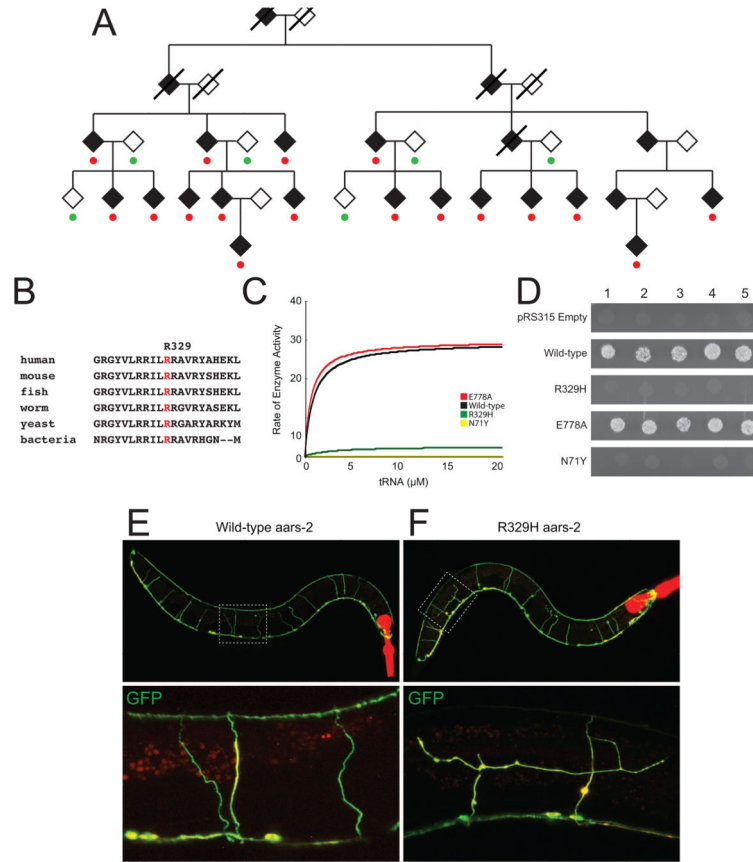 A
B
R329
human GRGYVLRRILRRAVRYAHEKL
mouse GRGYVLRRILRRAVRYSHEKL
fish GRGYVLRRILRRAVRYSHEKL
worm GRGYVLRRILRRGVRYASEKL
yeast GRGYVLRRILRRGARYARKYM
bacteria NRGYVLRRILRRAVRHGN--M
C
Rate of Enzyme Activity
40
30
20
10
0
0 5 10 15 20
tRNA (µM)
E778A
Wild-type
R329H
N71Y
D
1 2 3 4 5
pRS315 Empty
Wild-type
R329H
E778A
N71Y
E Wild-type aars-2
F R329H aars-2
GFP
GFP